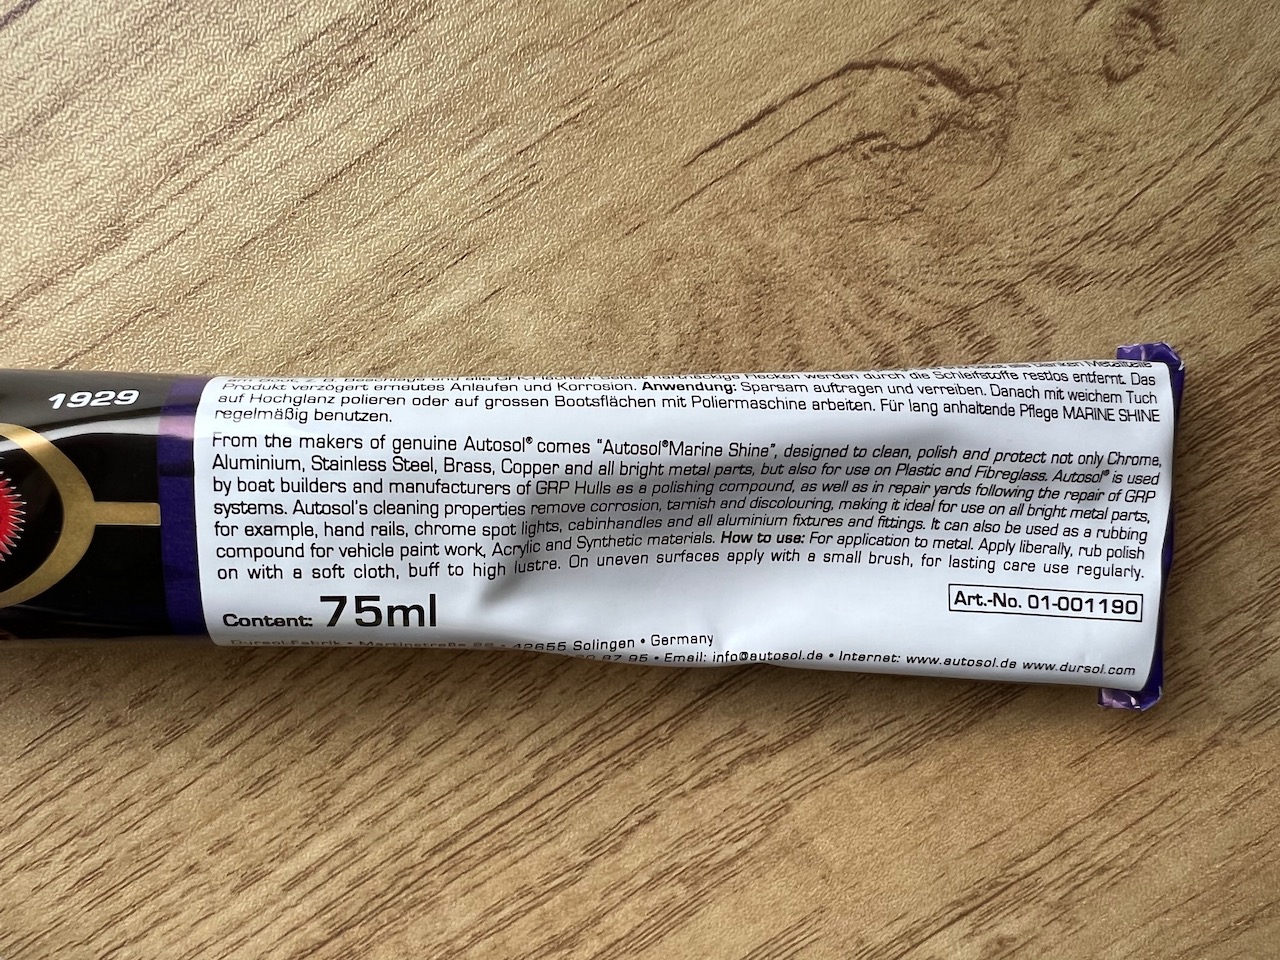 1929
werden durch die Schleifstoffe restlos entfernt. Das
Produkt verzögert erneutes Anlaufen und Korrosion. Anwendung: Sparsam auftragen und verreiben. Danach mit weichem Tuch
auf Hochglanz polieren oder auf grossen Bootsflächen mit Poliermaschine arbeiten. Für lang anhaltende Pflege MARINE SHINE
regelmäßig benutzen.
From the makers of genuine Autosol® comes "Autosol®Marine Shine", designed to clean, polish and protect not only Chrome,
Aluminium, Stainless Steel, Brass, Copper and all bright metal parts, but also for use on Plastic and Fibreglass. Autosol® is used
by boat builders and manufacturers of GRP Hulls as a polishing compound, as well as in repair yards following the repair of GRP
systems. Autosol's cleaning properties remove corrosion, tarnish and discolouring, making it ideal for use on all bright metal parts,
for example, hand rails, chrome spot lights, cabinhandles and all aluminium fixtures and fittings. It can also be used as a rubbing
compound for vehicle paint work, Acrylic and Synthetic materials. How to use: For application to metal. Apply liberally, rub polish
on with a soft cloth, buff to high lustre. On uneven surfaces apply with a small brush, for lasting care use regularly.
Content: 75ml
Art.-No. 01-001190
42655 Solingen • Germany
87 95 • Email: info@autosol.de • Internet: www.autosol.de www.dursol.com